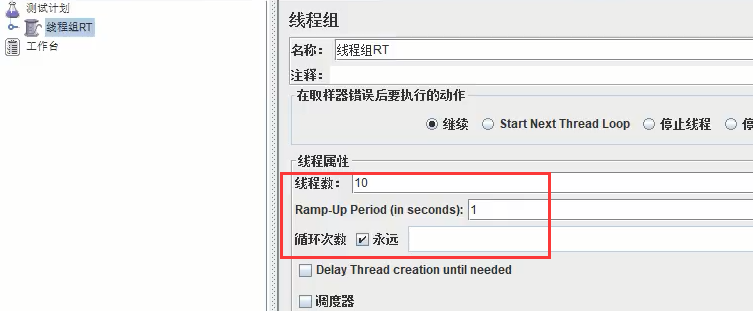 测试计划
线程组RT
工作台
线程组
名称： 线程组RT
注释：
在取样器错误后要执行的动作
继续 Start Next Thread Loop 停止线程 停
线程属性
线程数： 10
Ramp-Up Period (in seconds): 1
循环次数 永远
Delay Thread creation until needed
调度器